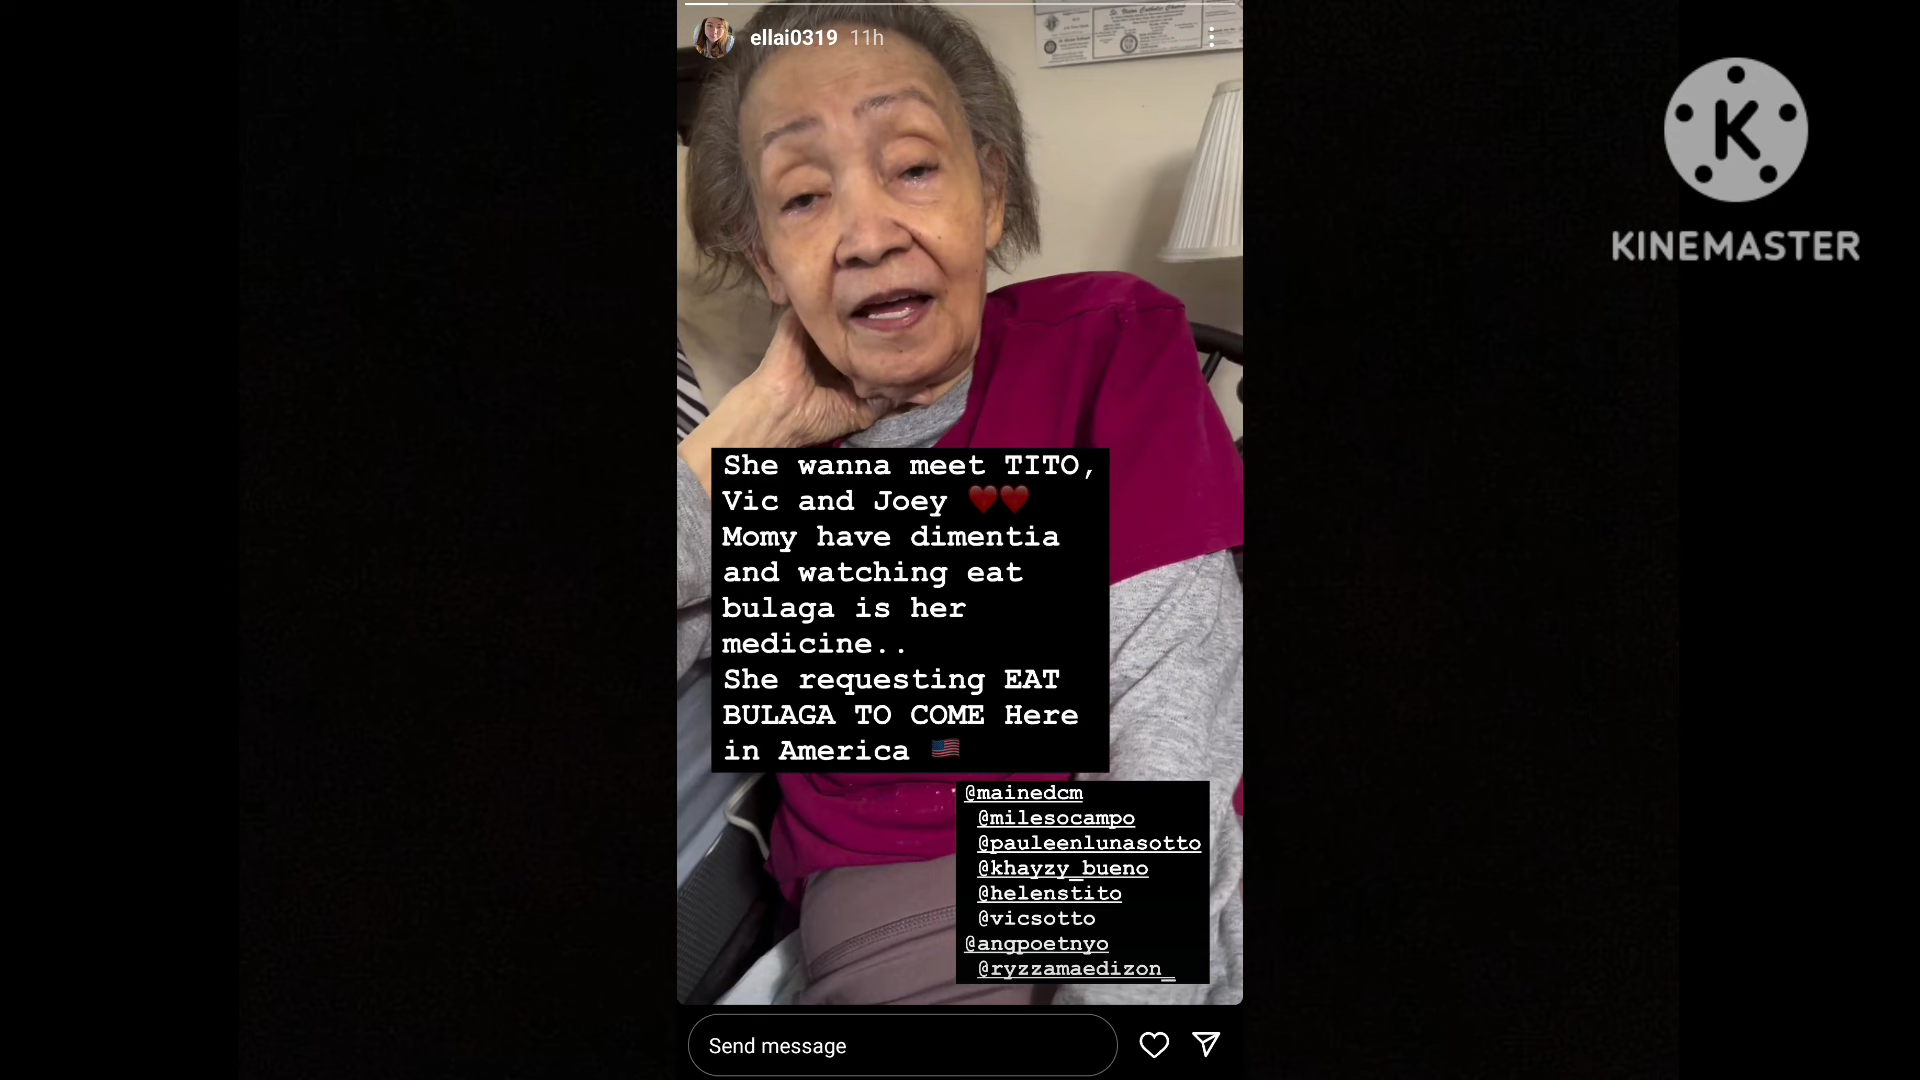 ellai0319 11h
KINEMASTER
She wanna meet TITO,
Vic and Joey ♥️♥️
Momy have dimentia
and watching eat
bulaga is her
medicine..
She requesting EAT
BULAGA TO COME Here
in America 🇺🇸
@mainedcm
@milesocampo
@pauleenlunasotto
@khayzy_bueno
@helenstito
@vicsotto
@angpoetnyo
@ryzzamaedizon_
Send message